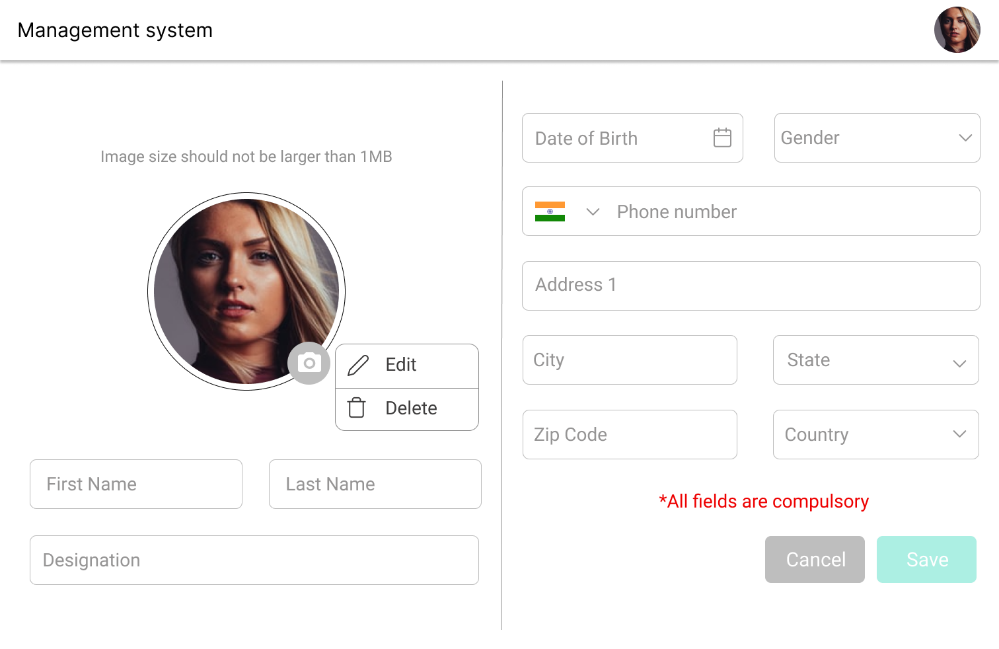 Management system
Image size should not be larger than 1MB
Edit
Delete
First Name
Last Name
Designation
Date of Birth
Gender
Phone number
Address 1
City
State
Zip Code
Country
*All fields are compulsory
Cancel
Save